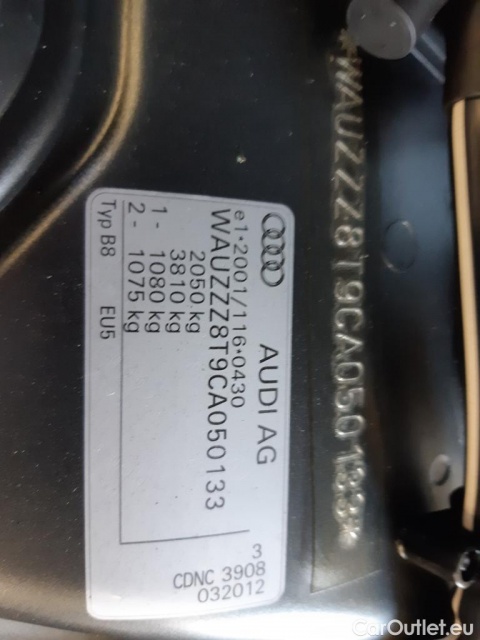 *WAUZZZ8T9CA050133*
AUDI AG
e1*2001/116*0430
WAUZZZ8T9CA050133
2050 kg
3810 kg
1- 1080 kg
2- 1075 kg
Typ B8 EU5
3
CDNC 3908
032012
CarOutlet.eu